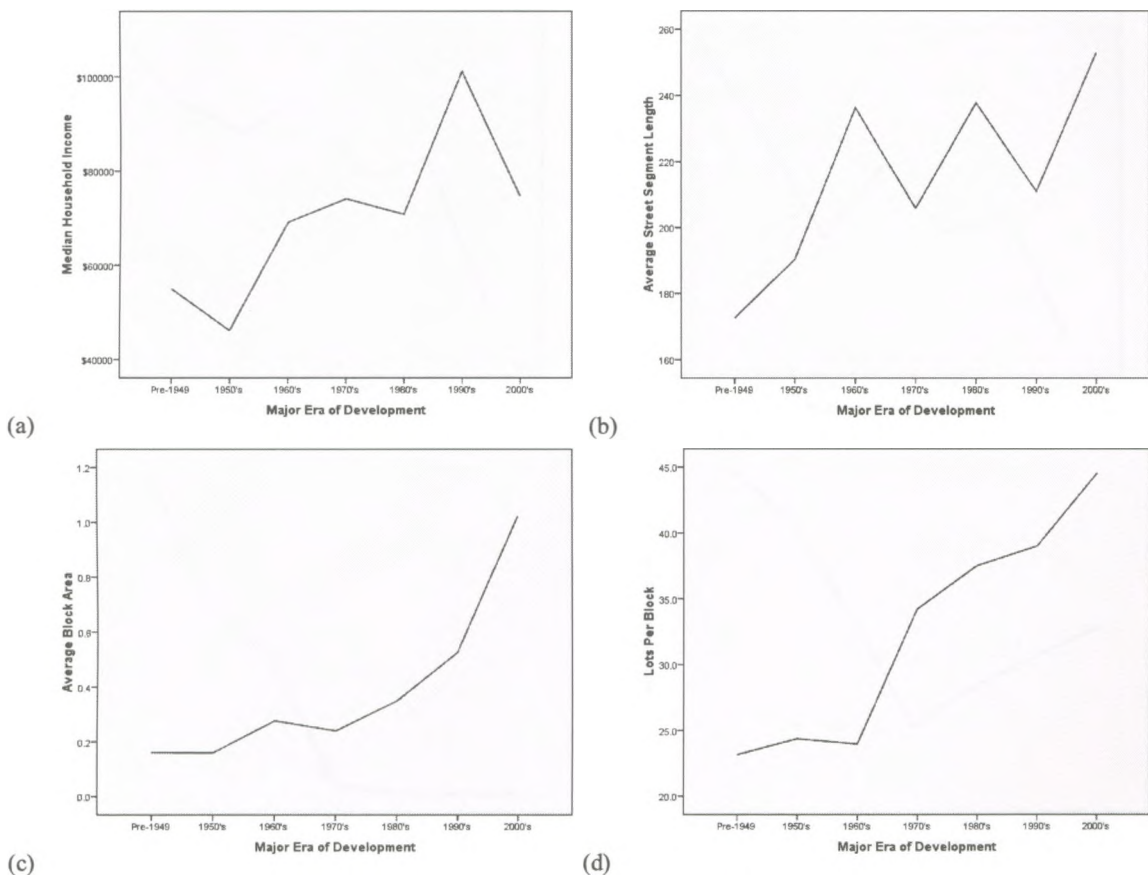 $100000
$80000
$60000
$40000
Median Household Income
Pre-1949 1950's 1960's 1970's 1980's 1990's 2000's
Major Era of Development
(a)
260
240
220
200
180
160
Average Street Segment Length
Pre-1949 1950's 1960's 1970's 1980's 1990's 2000's
Major Era of Development
(b)
1.2
1.0
0.8
0.6
0.4
0.2
0.0
Average Block Area
Pre-1949 1950's 1960's 1970's 1980's 1990's 2000's
Major Era of Development
(c)
45.0
40.0
35.0
30.0
25.0
20.0
Lots Per Block
Pre-1949 1950's 1960's 1970's 1980's 1990's 2000's
Major Era of Development
(d)